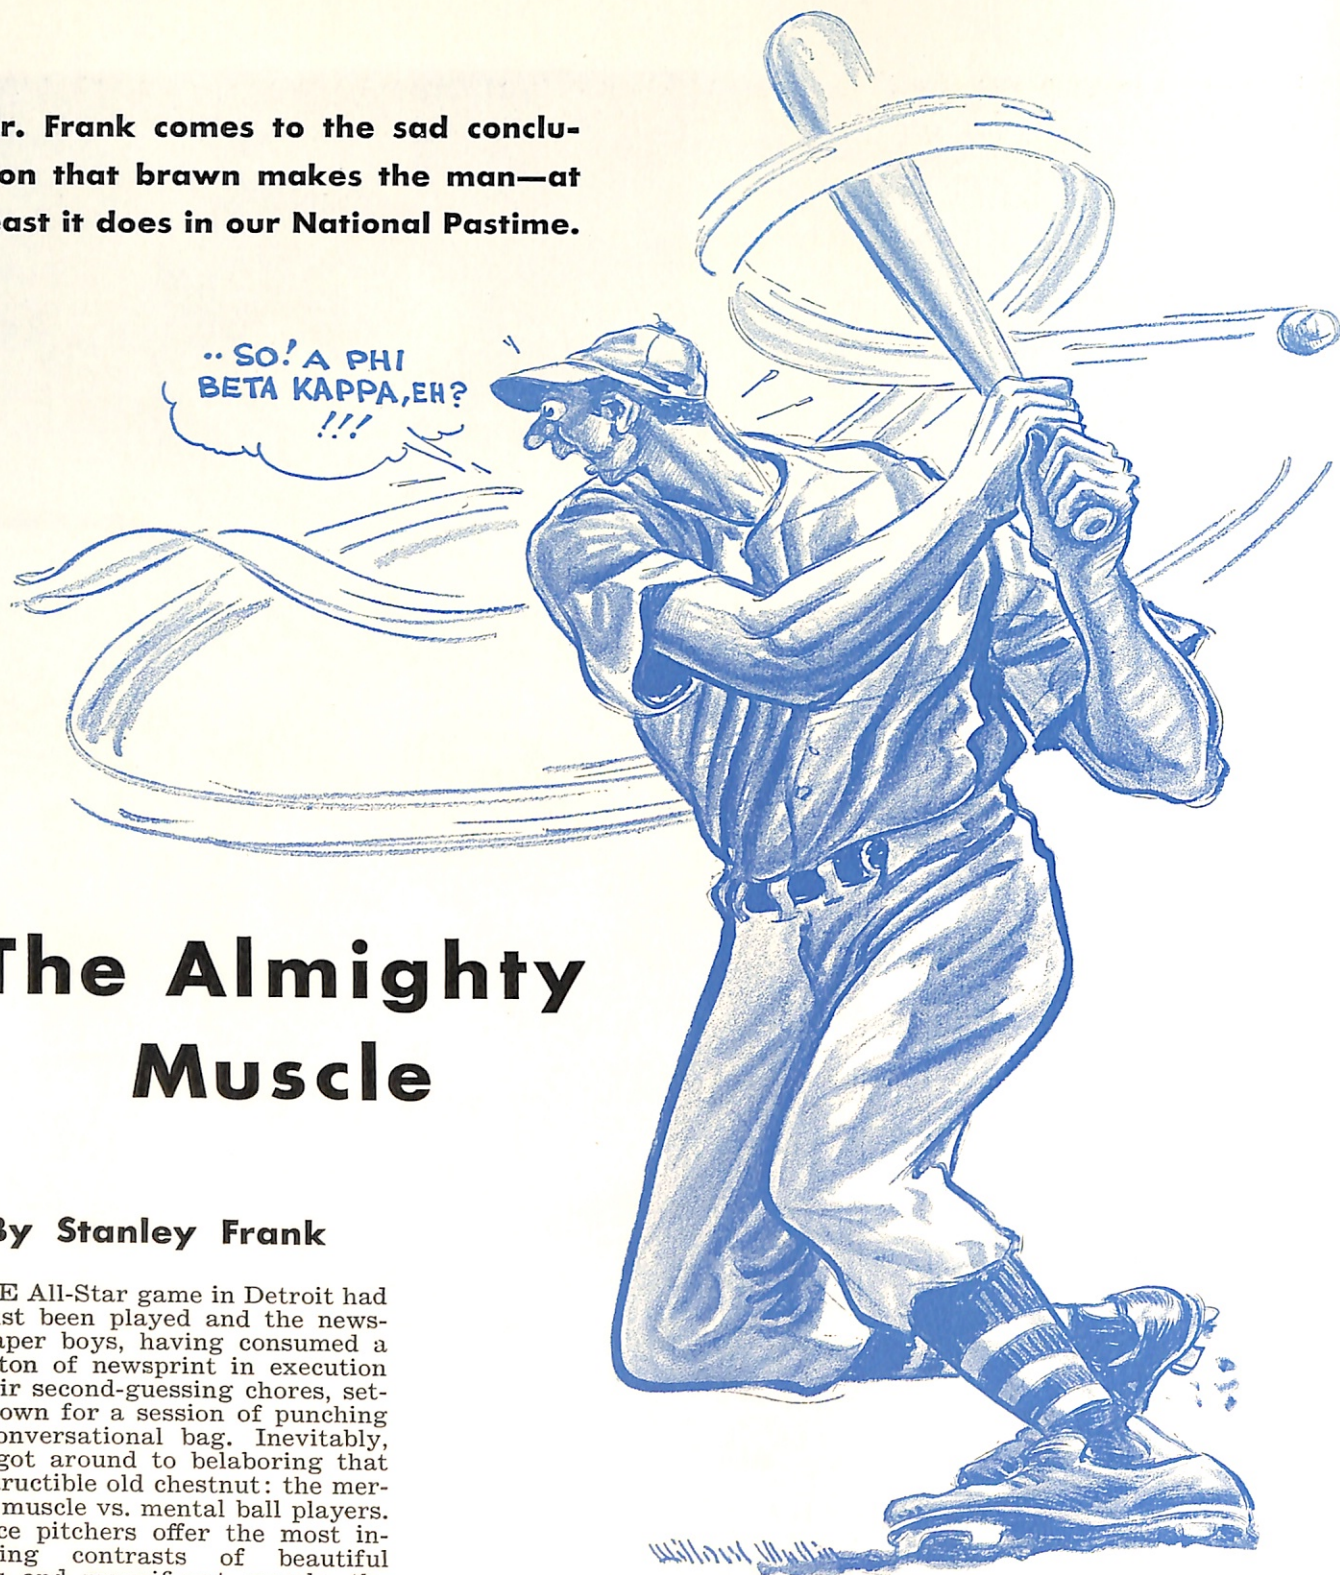 r. Frank comes to the sad conclu-
on that brawn makes the man—at
east it does in our National Pastime.
..SO! A PHI
BETA KAPPA, EH?
!!!
The Almighty
Muscle
By Stanley Frank
E All-Star game in Detroit had
st been played and the news-
aper boys, having consumed a
ton of newsprint in execution
ir second-guessing chores, set-
own for a session of punching
onversational bag. Inevitably,
got around to belaboring that
ructible old chestnut: the mer-
muscle vs. mental ball players.
ce pitchers offer the most in-
ing contrasts of beautiful
Willard Mullin